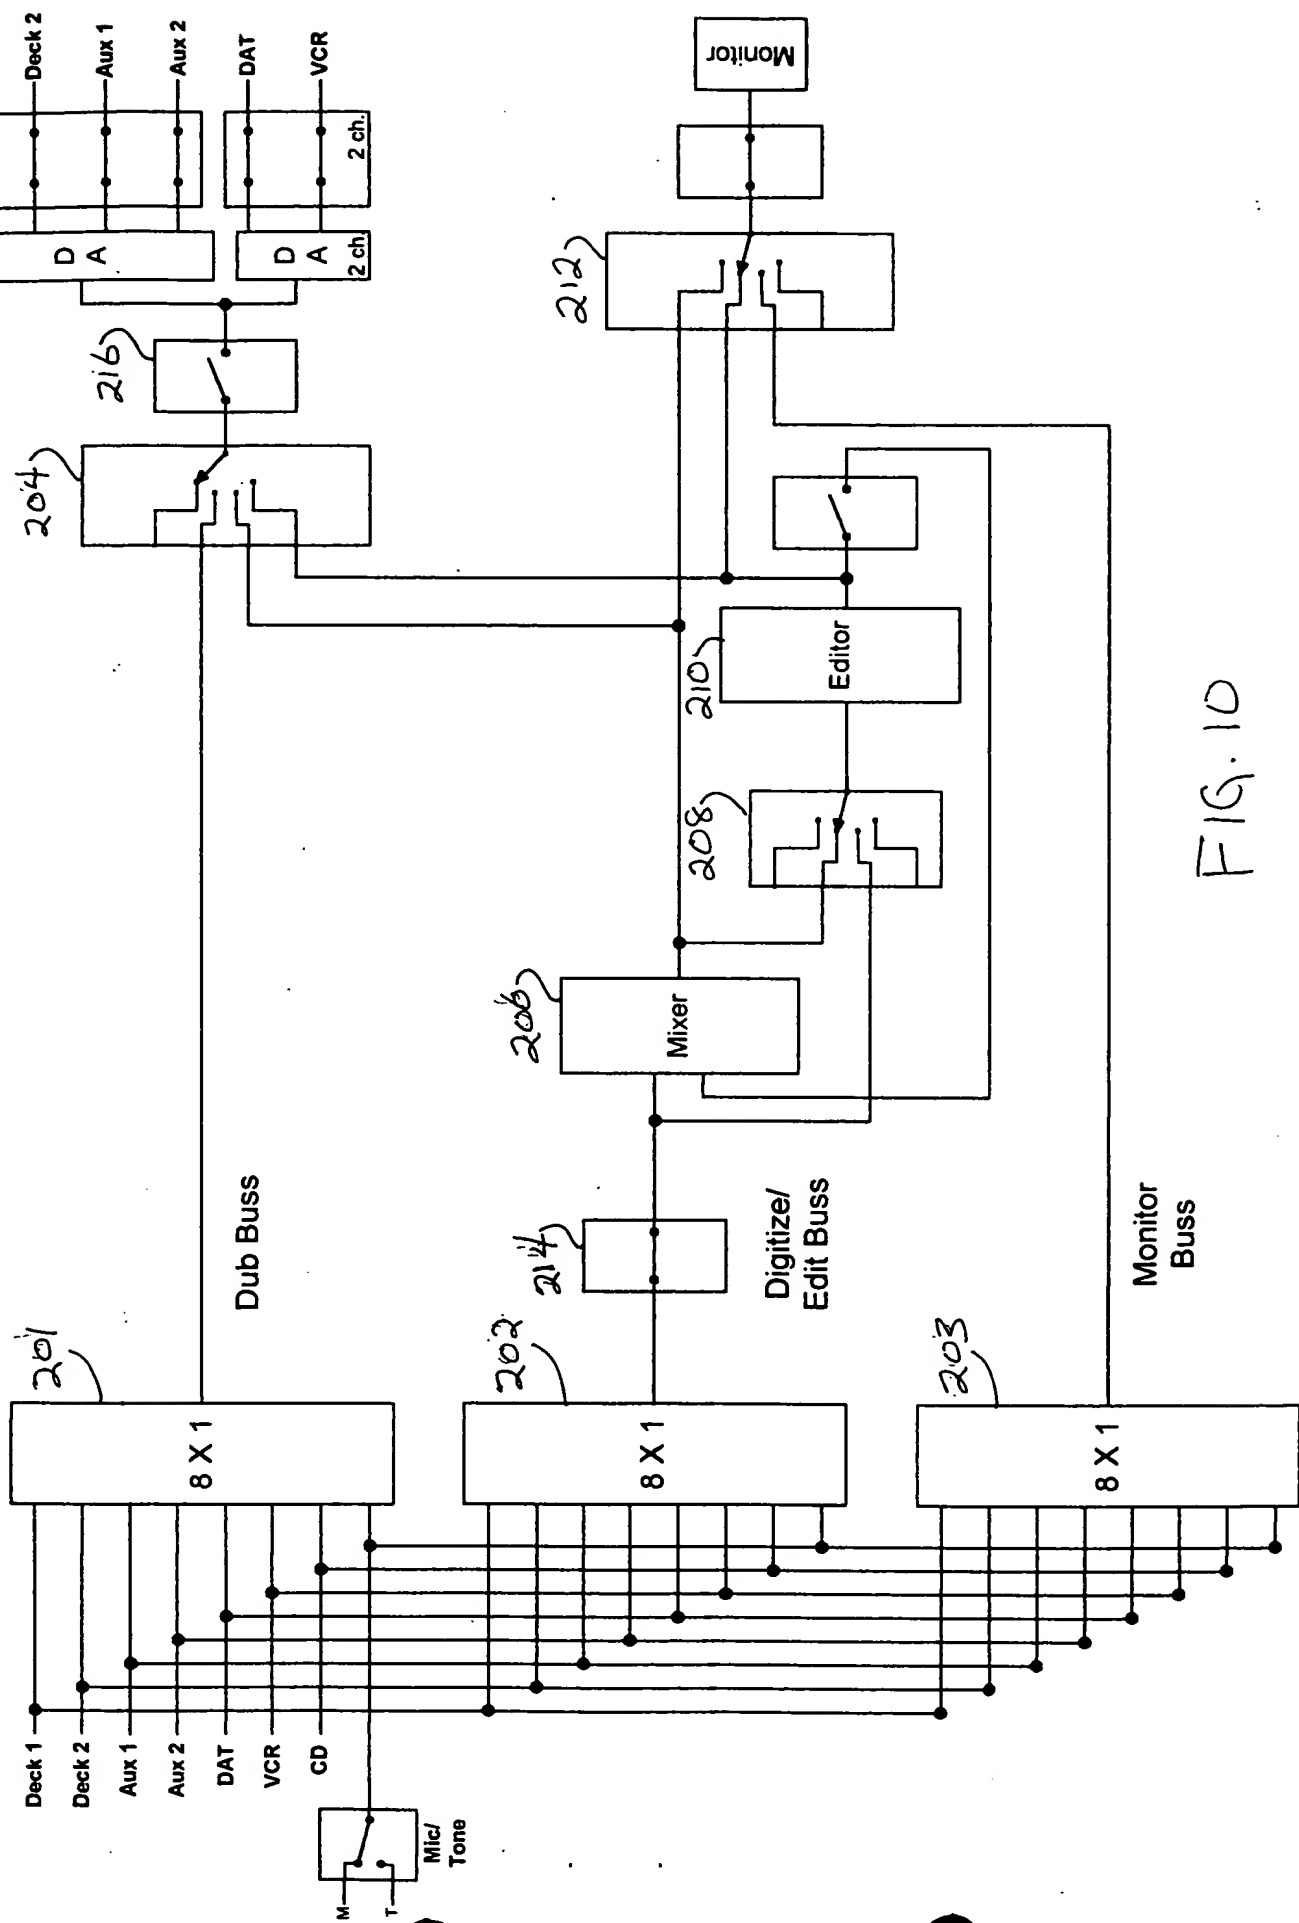 Deck 1
Deck 2
Aux 1
Aux 2
DAT
VCR
CD
M
T
Mic/
Tone
201
8 X 1
Dub Buss
204
216
D
A
D
A
2 ch.
2 ch.
Deck 2
Aux 1
Aux 2
DAT
VCR
202
8 X 1
214
Digitize/
Edit Buss
206
Mixer
208
210
Editor
212
Monitor
203
8 X 1
Monitor
Buss
FIG. 10